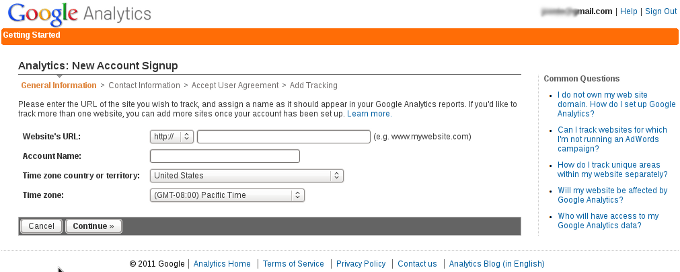 Google Analytics
gmail.com | Help | Sign Out
Getting Started
Analytics: New Account Signup
General Information > Contact Information > Accept User Agreement > Add Tracking
Please enter the URL of the site you wish to track, and assign a name as it should appear in your Google Analytics reports. If you'd like to
track more than one website, you can add more sites once your account has been set up. Learn more.
Website's URL: http:// (e.g. www.mywebsite.com)
Account Name:
Time zone country or territory: United States
Time zone: (GMT-08:00) Pacific Time
Cancel Continue »
Common Questions
I do not own my web site
domain. How do I set up Google
Analytics?
Can I track websites for which
I'm not running an AdWords
campaign?
How do I track unique areas
within my website separately?
Will my website be affected by
Google Analytics?
Who will have access to my
Google Analytics data?
© 2011 Google | Analytics Home | Terms of Service | Privacy Policy | Contact us | Analytics Blog (in English)